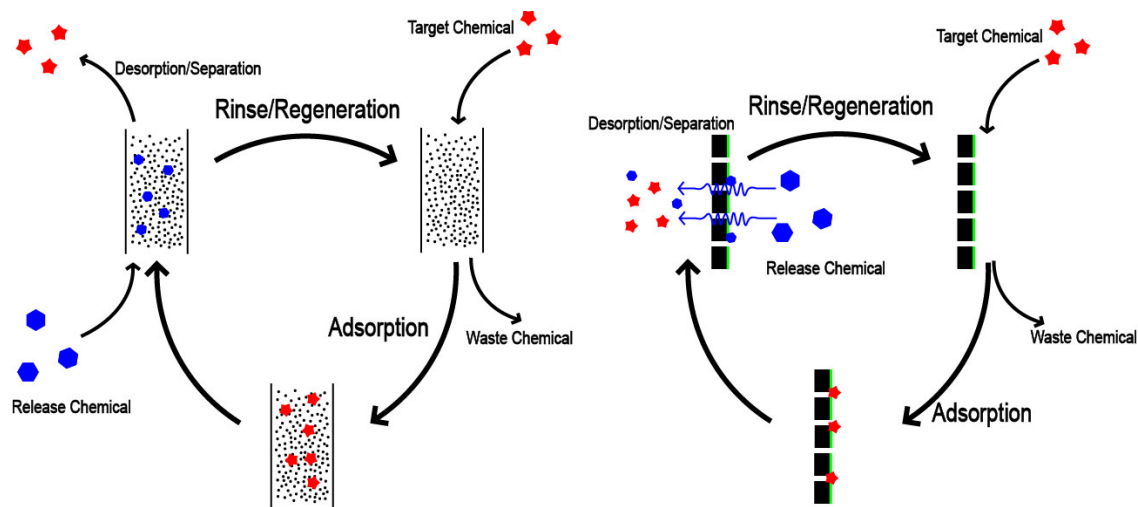 Target Chemical
Desorption/Separation
Rinse/Regeneration
Adsorption
Waste Chemical
Release Chemical
Target Chemical
Rinse/Regeneration
Desorption/Separation
Release Chemical
Waste Chemical
Adsorption